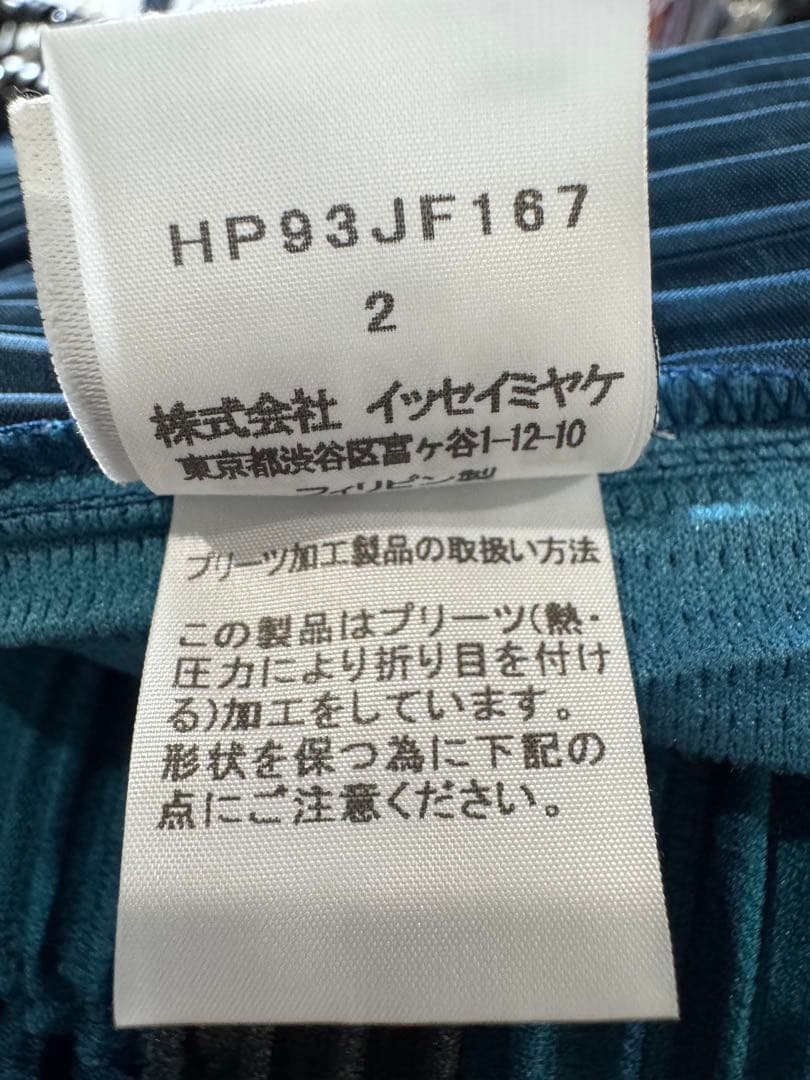 HP93JF167
2
株式会社 イッセイミヤケ
東京都渋谷区富ケ谷1-12-10
フィリピン製
プリーツ加工製品の取扱い方法
この製品はプリーツ(熱・
圧力により折り目を付け
る)加工をしています。
形状を保つ為に下記の
点にご注意ください。